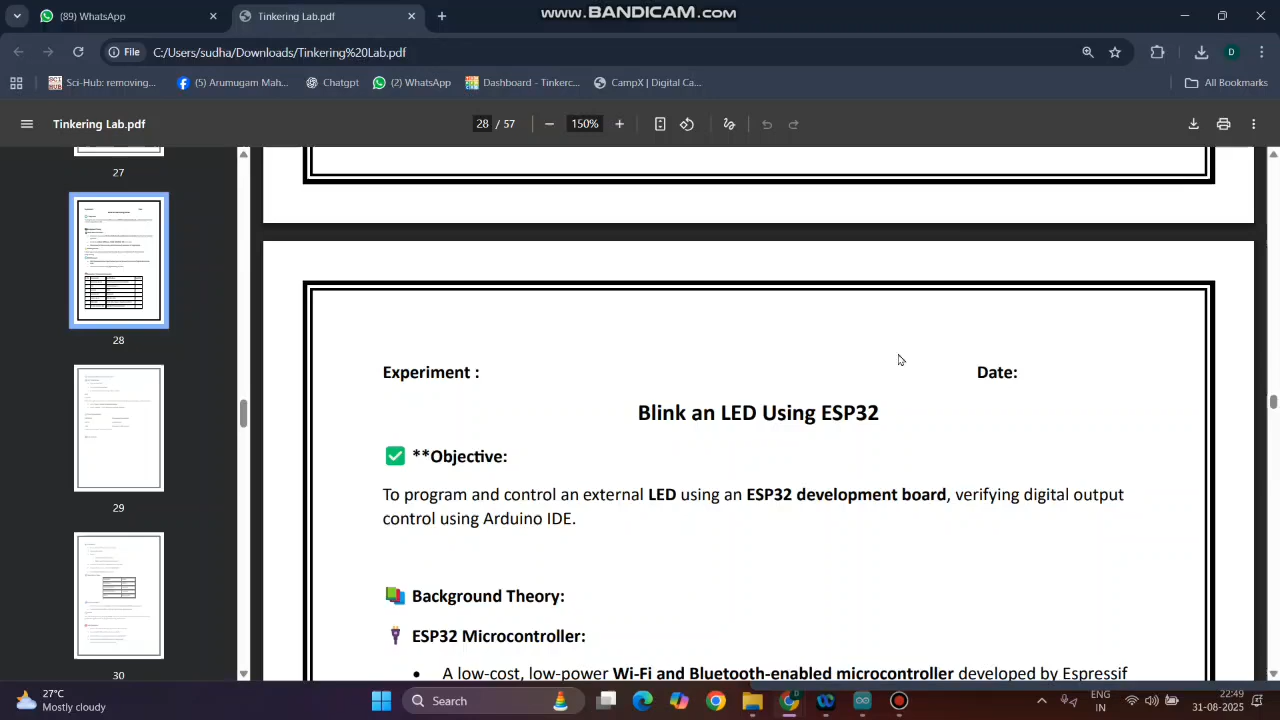 (89) WhatsApp
Tinkering Lab.pdf
www.BANDICAM.com
File
C:/Users/sudha/Downloads/Tinkering%20Lab.pdf
D
SCI HUB
Sci-Hub: removing...
(5) Arumugam Mah...
Chatgpt
(2) WhatsApp
Dashboard - Tinkerc...
CampX | Digital Ca...
All Bookmarks
Tinkering Lab.pdf
28 / 57
150%
27
28
29
30
Experiment :
Date:
Blink an LED Using ESP32
**Objective:
To program and control an external LED using an ESP32 development board, verifying digital output
control using Arduino IDE.
Background Theory:
ESP32 Microcontroller:
• A low-cost, low-power Wi-Fi and Bluetooth-enabled microcontroller developed by Espressif
27°C
Mostly cloudy
Search
ENG
IN
22:49
31-08-2025